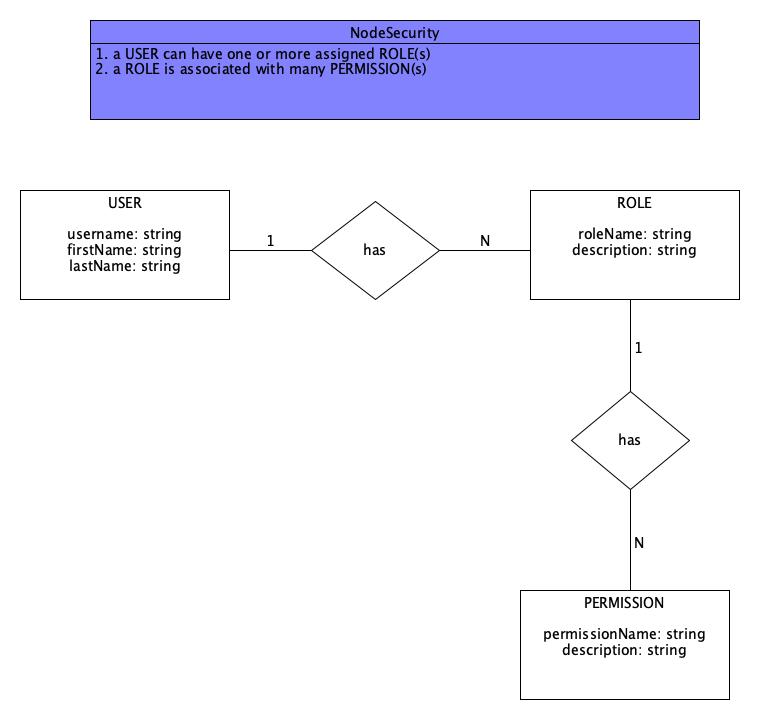 NodeSecurity
1. a USER can have one or more assigned ROLE(s)
2. a ROLE is associated with many PERMISSION(s)
USER
username: string
firstName: string
lastName: string
1
has
N
ROLE
roleName: string
description: string
1
has
N
PERMISSION
permissionName: string
description: string